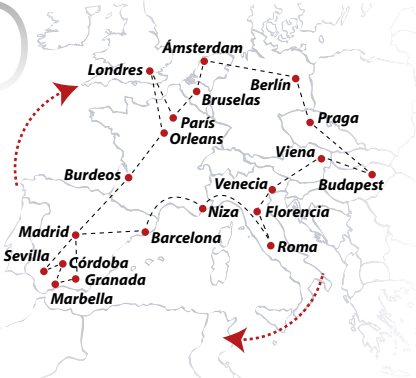 Ámsterdam
Londres
Berlín
Bruselas
París
Praga
Orleans
Viena
Burdeos
Venecia
Budapest
Niza
Florencia
Madrid
Barcelona
Roma
Sevilla
Córdoba
Granada
Marbella